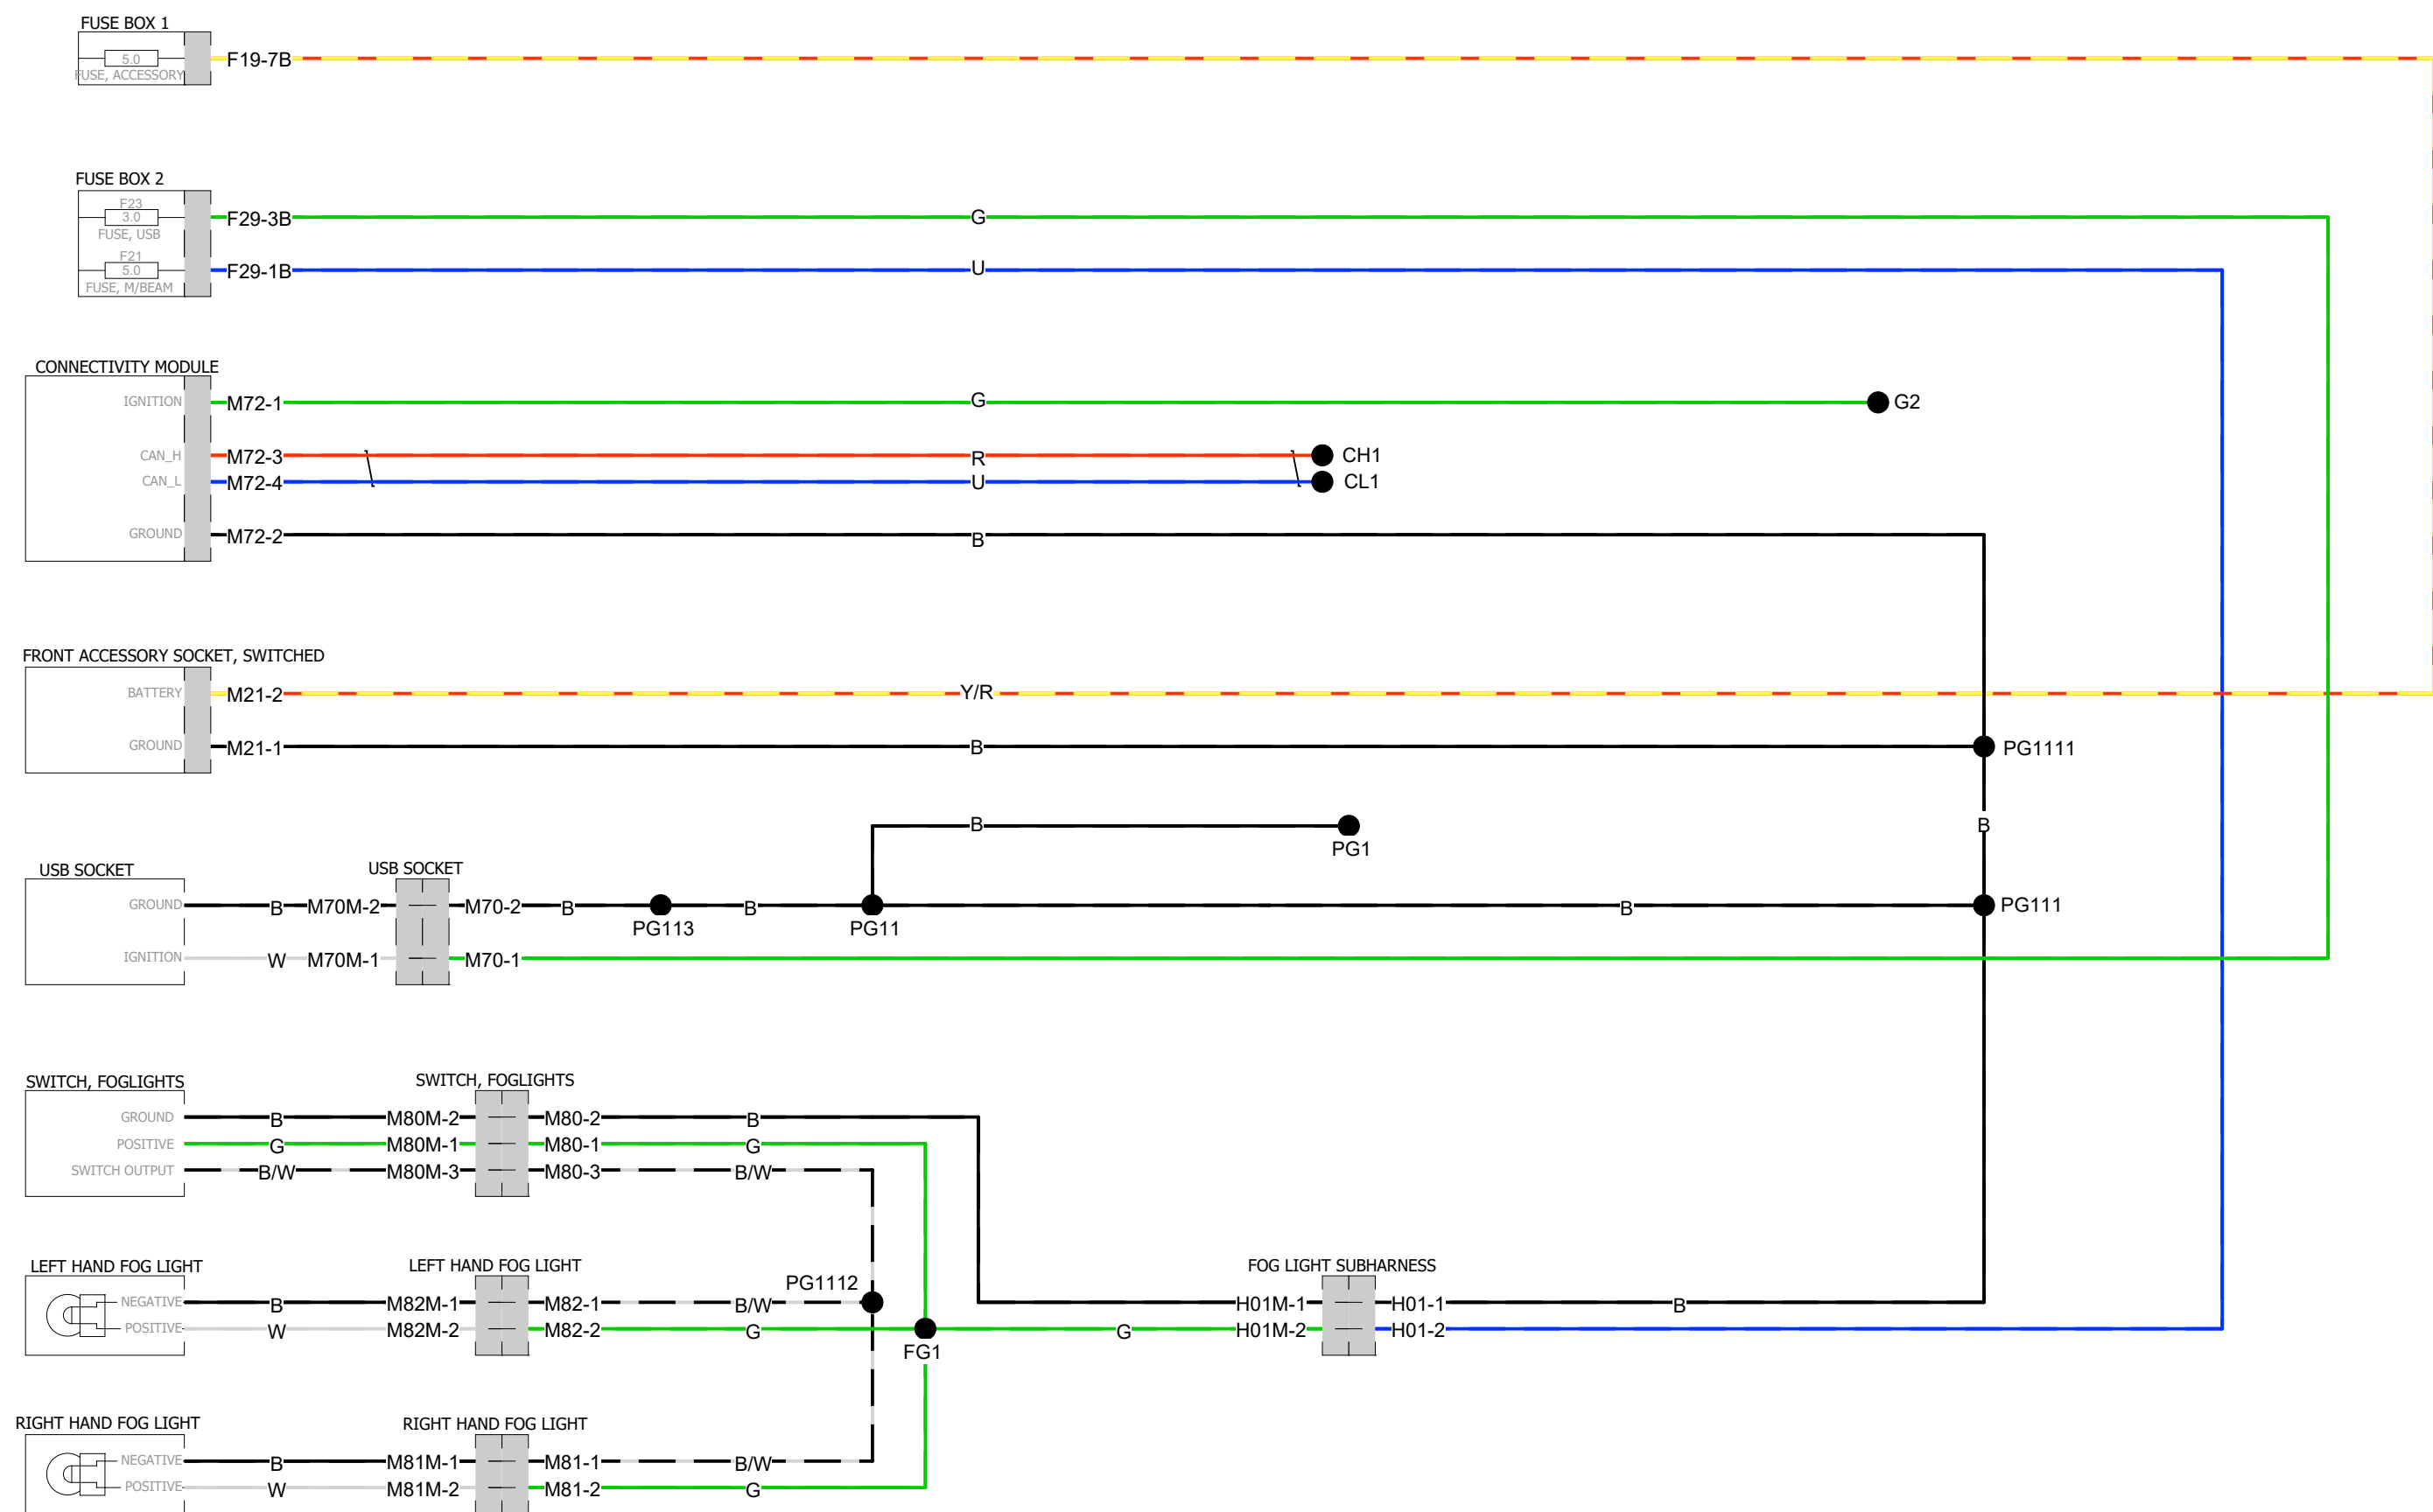 FUSE BOX 1
5.0
FUSE, ACCESSORY
F19-7B
FUSE BOX 2
F23
3.0
FUSE, USB
F29-3B
G
F21
5.0
FUSE, M/BEAM
F29-1B
U
CONNECTIVITY MODULE
IGNITION
M72-1
G
G2
CAN_H
M72-3
R
CH1
CAN_L
M72-4
U
CL1
GROUND
M72-2
B
FRONT ACCESSORY SOCKET, SWITCHED
BATTERY
M21-2
Y/R
GROUND
M21-1
B
PG1111
B
PG1
B
USB SOCKET
USB SOCKET
GROUND
B
M70M-2
M70-2
B
PG113
B
PG11
B
PG111
IGNITION
W
M70M-1
M70-1
SWITCH, FOGLIGHTS
SWITCH, FOGLIGHTS
GROUND
B
M80M-2
M80-2
B
POSITIVE
G
M80M-1
M80-1
G
SWITCH OUTPUT
B/W
M80M-3
M80-3
B/W
LEFT HAND FOG LIGHT
LEFT HAND FOG LIGHT
PG1112
FOG LIGHT SUBHARNESS
NEGATIVE
B
M82M-1
M82-1
B/W
H01M-1
H01-1
B
POSITIVE
W
M82M-2
M82-2
G
FG1
G
H01M-2
H01-2
RIGHT HAND FOG LIGHT
RIGHT HAND FOG LIGHT
NEGATIVE
B
M81M-1
M81-1
B/W
POSITIVE
W
M81M-2
M81-2
G